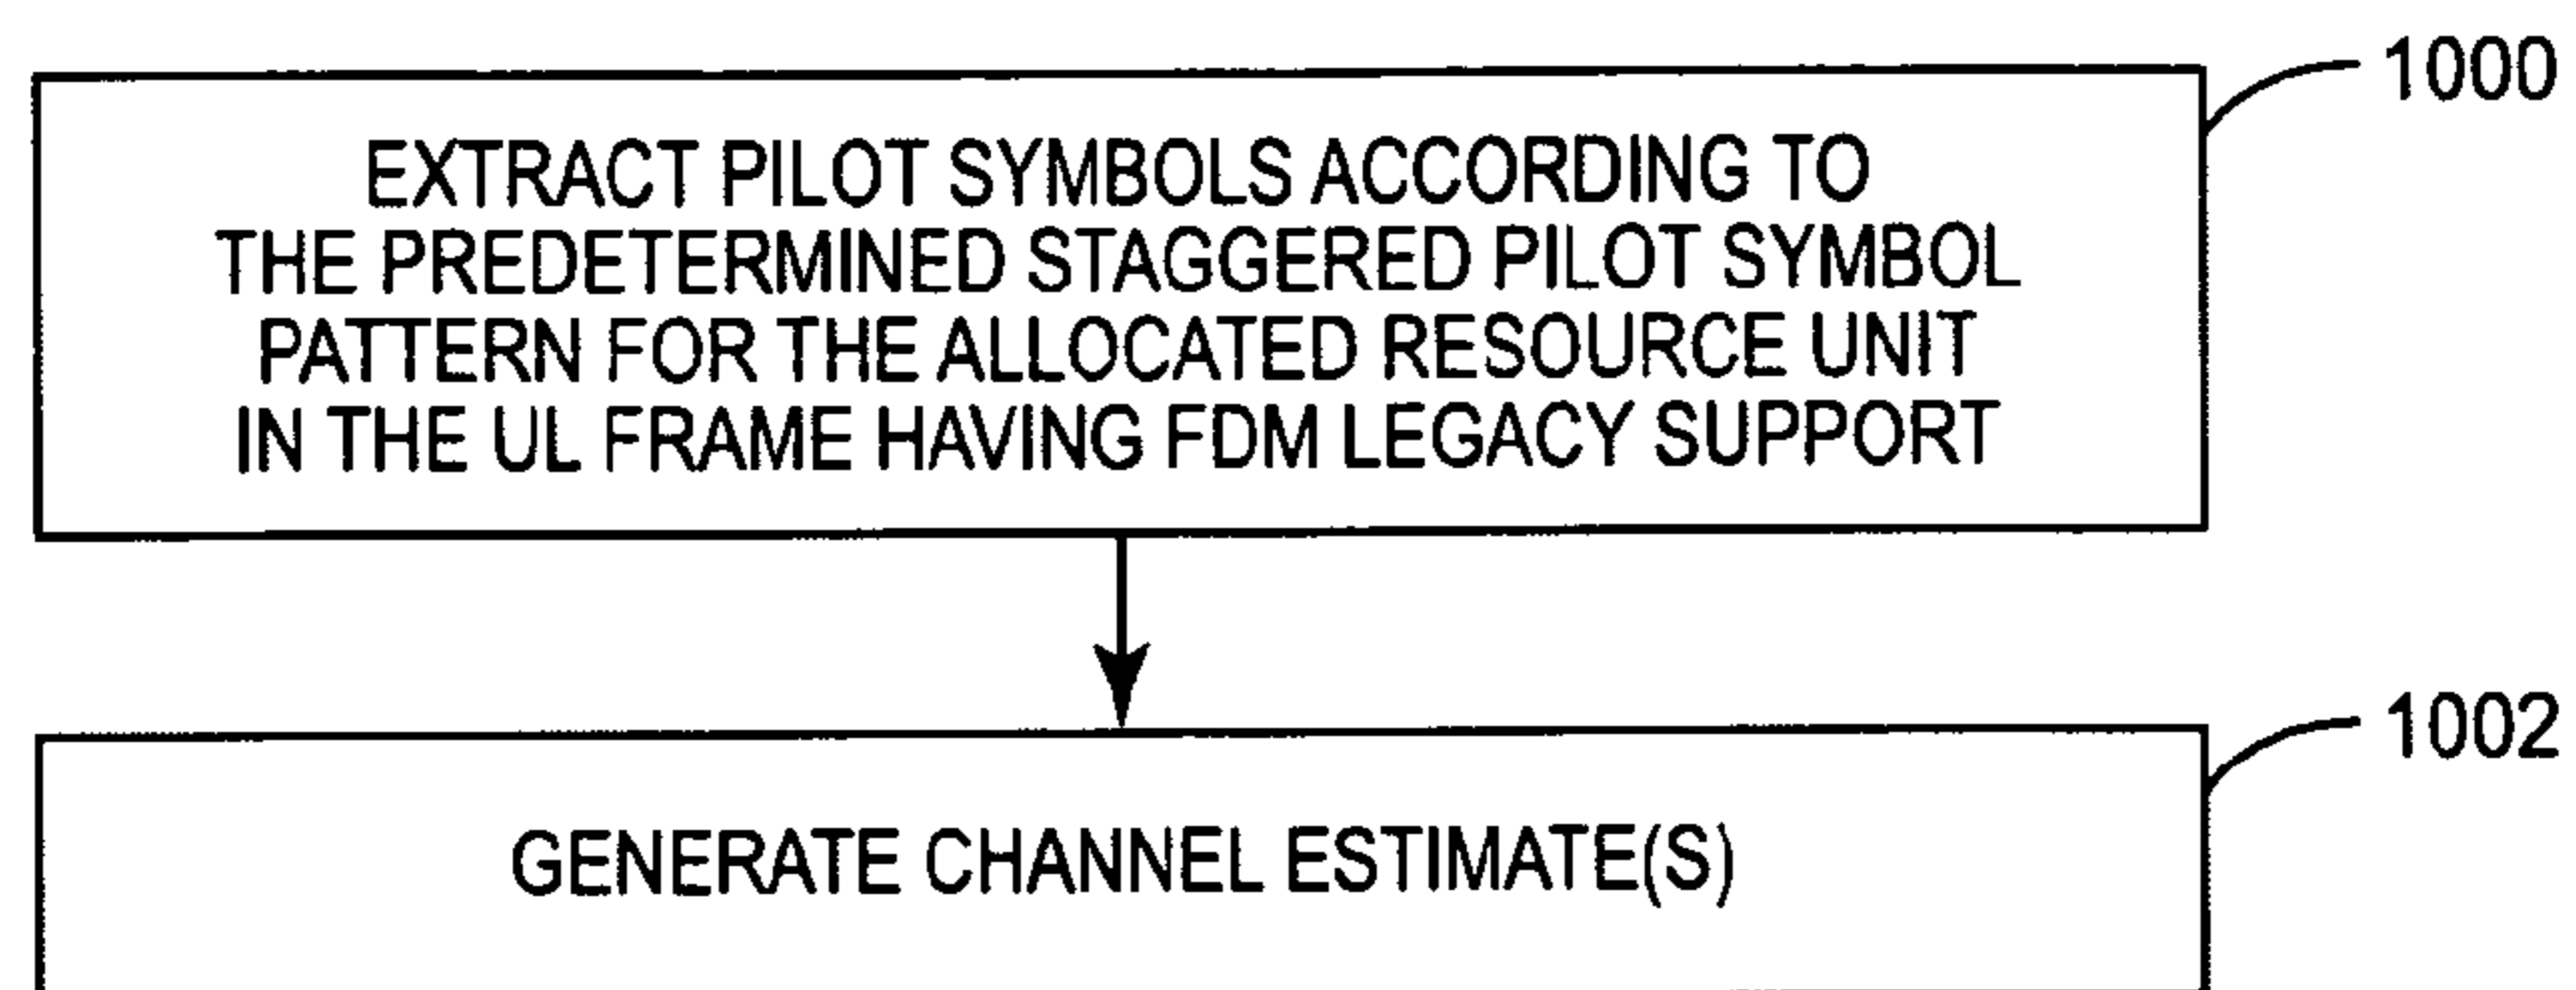 1000
EXTRACT PILOT SYMBOLS ACCORDING TO
THE PREDETERMINED STAGGERED PILOT SYMBOL
PATTERN FOR THE ALLOCATED RESOURCE UNIT
IN THE UL FRAME HAVING FDM LEGACY SUPPORT
1002
GENERATE CHANNEL ESTIMATE(S)